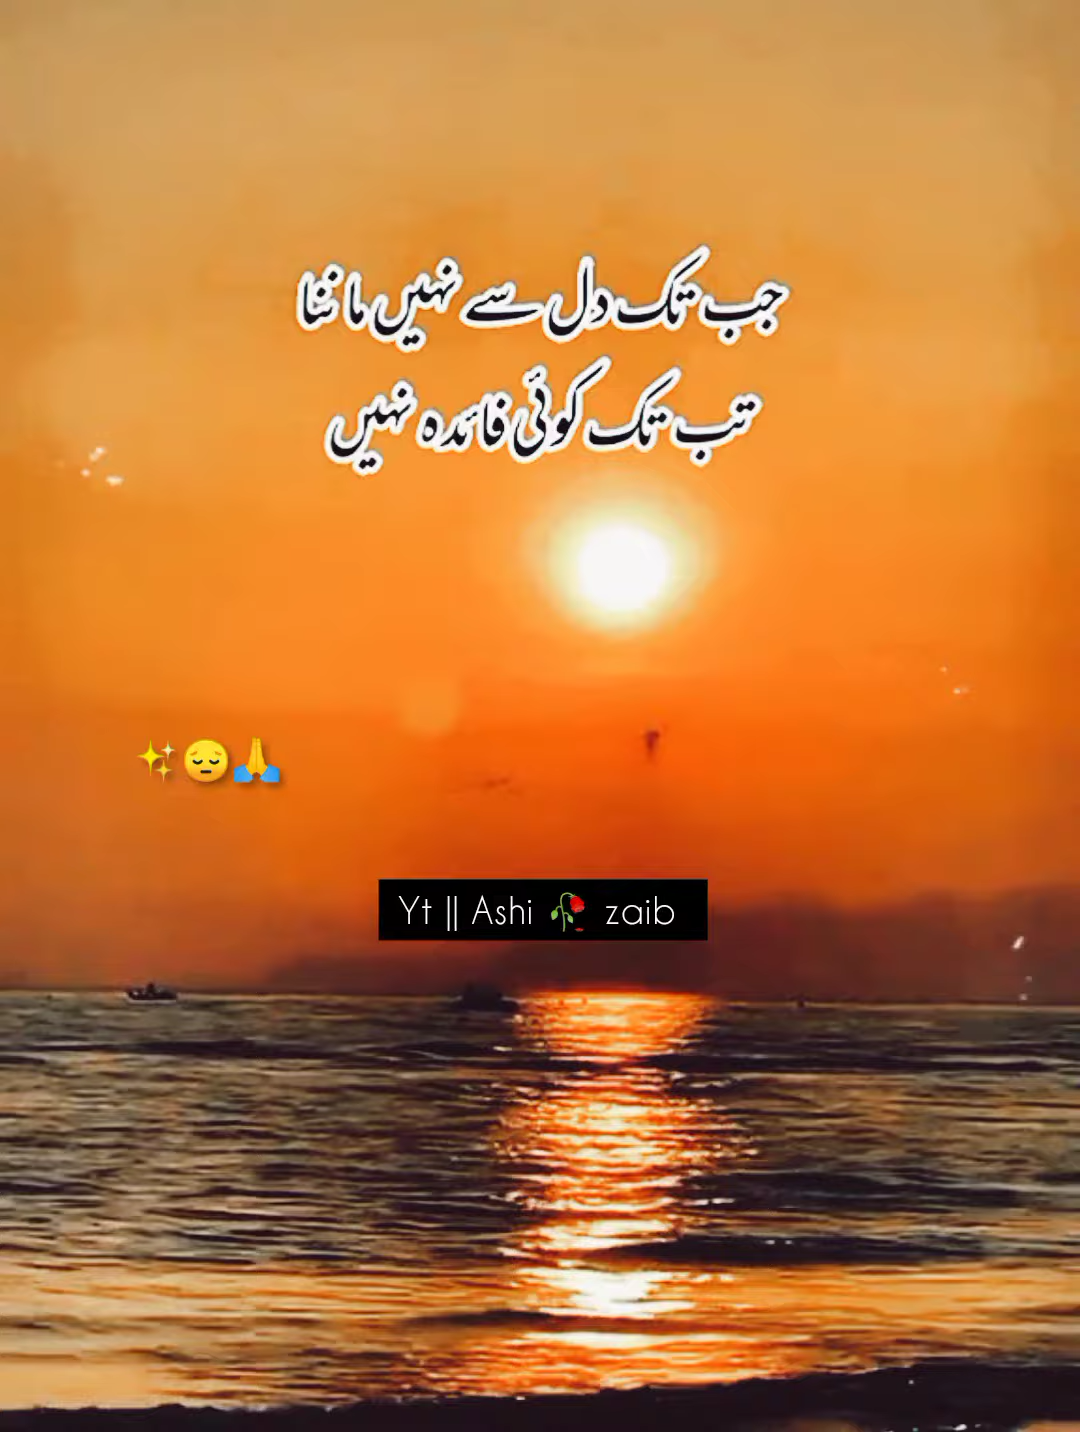 جب تک دل سے نہیں ماننا
تب تک کوئی فائدہ نہیں
✨😔🙏
Yt || Ashi 🥀 zaib